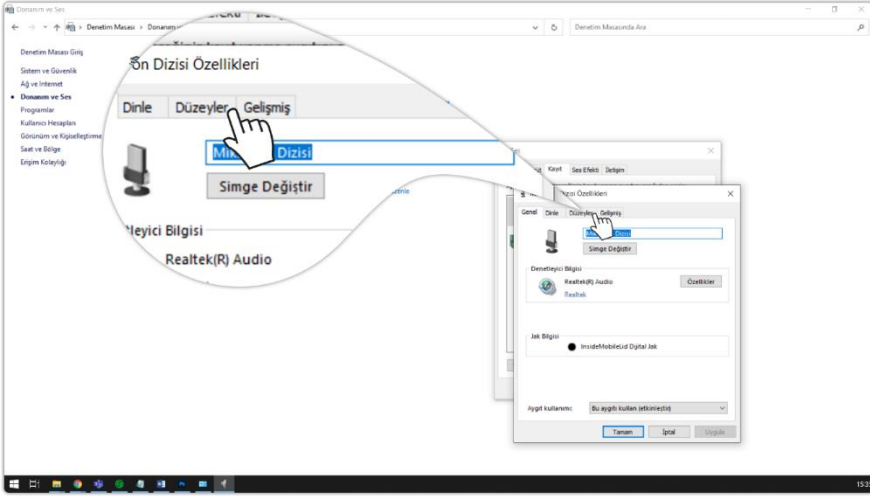 Donanım ve Ses
Denetim Masası › Donanım
Denetim Masasında Ara
Denetim Masası Giriş
Sistem ve Güvenlik
Ağ ve İnternet
Donanım ve Ses
Programlar
Kullanıcı Hesapları
Görünüm ve Kişiselleştirme
Saat ve Bölge
Erişim Kolaylığı
on Dizisi Özellikleri
Dinle Düzeyler Gelişmiş
Dizisi
Simge Değiştir
Bilgisi
Realtek(R) Audio
Kayıt Ses Efekti İletişim
Dizisi Özellikleri
Genel Dinle Düzeyler Gelişmiş
Dizisi
Simge Değiştir
Denetleyici Bilgisi
Realtek(R) Audio
Özellikler
Realtek
Jak Bilgisi
InsideMobileLid Dijital Jak
Aygıt kullanımı: Bu aygıtı kullan (etkinleştir)
Tamam İptal Uygula